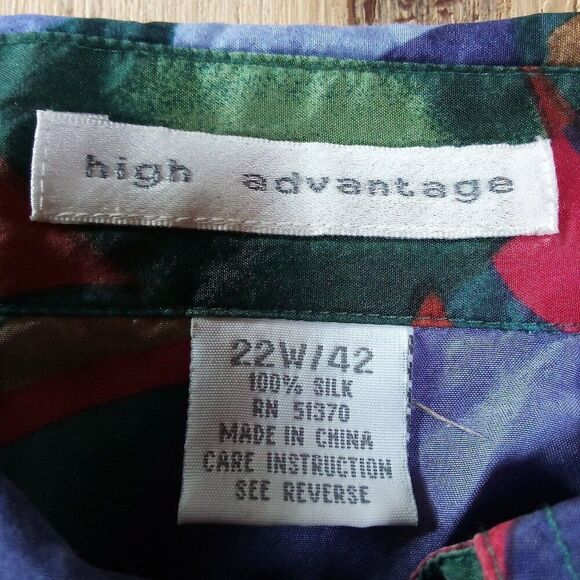 high advantage
22W/42
100% SILK
RN 51370
MADE IN CHINA
CARE INSTRUCTION
SEE REVERSE